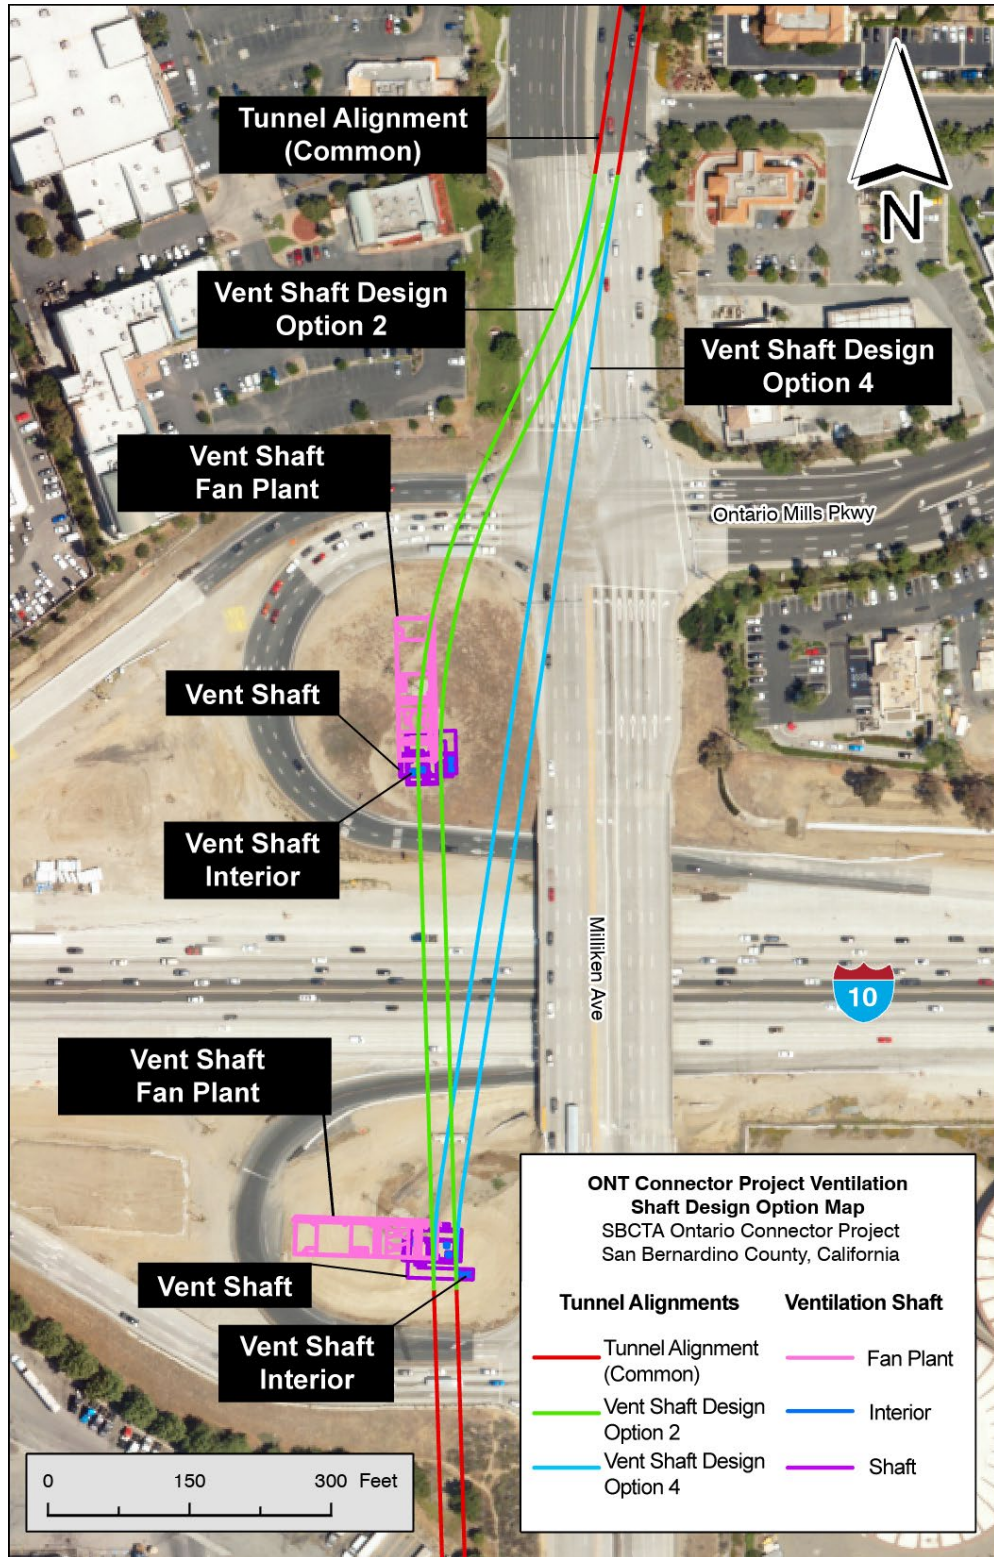 Tunnel Alignment
(Common)
N
Vent Shaft Design
Option 2
Vent Shaft Design
Option 4
Vent Shaft
Fan Plant
Ontario Mills Pkwy
Vent Shaft
Vent Shaft
Interior
Milliken Ave
10
Vent Shaft
Fan Plant
Vent Shaft
Vent Shaft
Interior
ONT Connector Project Ventilation
Shaft Design Option Map
SBCTA Ontario Connector Project
San Bernardino County, California
Tunnel Alignments
Tunnel Alignment
(Common)
Vent Shaft Design
Option 2
Vent Shaft Design
Option 4
Ventilation Shaft
Fan Plant
Interior
Shaft
0 150 300 Feet